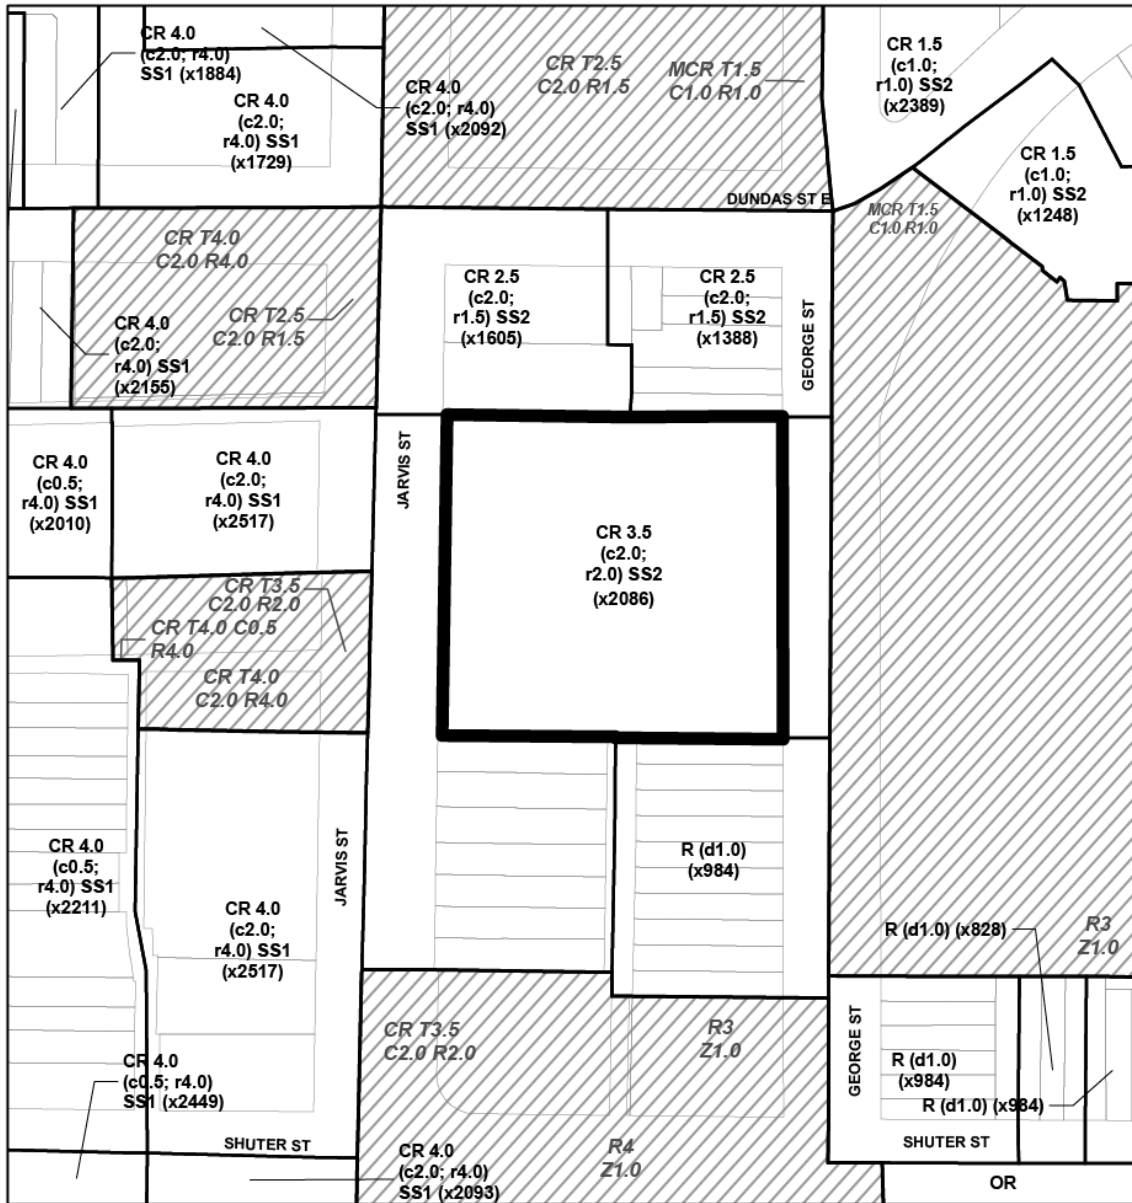 CR 4.0
(c2.0; r4.0)
SS1 (x1884)
CR 4.0
(c2.0;
r4.0) SS1
(x1729)
CR 4.0
(c2.0; r4.0)
SS1 (x2092)
CR T2.5
C2.0 R1.5
MCR T1.5
C1.0 R1.0
CR 1.5
(c1.0;
r1.0) SS2
(x2389)
CR 1.5
(c1.0;
r1.0) SS2
(x1248)
DUNDAS ST E
MCR T1.5
C1.0 R1.0
CR T4.0
C2.0 R4.0
CR T2.5
C2.0 R1.5
CR 4.0
(c2.0;
r4.0) SS1
(x2155)
CR 2.5
(c2.0;
r1.5) SS2
(x1605)
CR 2.5
(c2.0;
r1.5) SS2
(x1388)
GEORGE ST
CR 4.0
(c0.5;
r4.0) SS1
(x2010)
CR 4.0
(c2.0;
r4.0) SS1
(x2517)
JARVIS ST
CR 3.5
(c2.0;
r2.0) SS2
(x2086)
CR T3.5
C2.0 R2.0
CR T4.0 C0.5
R4.0
CR T4.0
C2.0 R4.0
CR 4.0
(c0.5;
r4.0) SS1
(x2211)
CR 4.0
(c2.0;
r4.0) SS1
(x2517)
JARVIS ST
R (d1.0)
(x984)
R (d1.0) (x828)
R3
Z1.0
CR 4.0
(c0.5; r4.0)
SS1 (x2449)
CR T3.5
C2.0 R2.0
R3
Z1.0
GEORGE ST
R (d1.0)
(x984)
R (d1.0) (x984)
SHUTER ST
CR 4.0
(c2.0; r4.0)
SS1 (x2093)
R4
Z1.0
SHUTER ST
OR